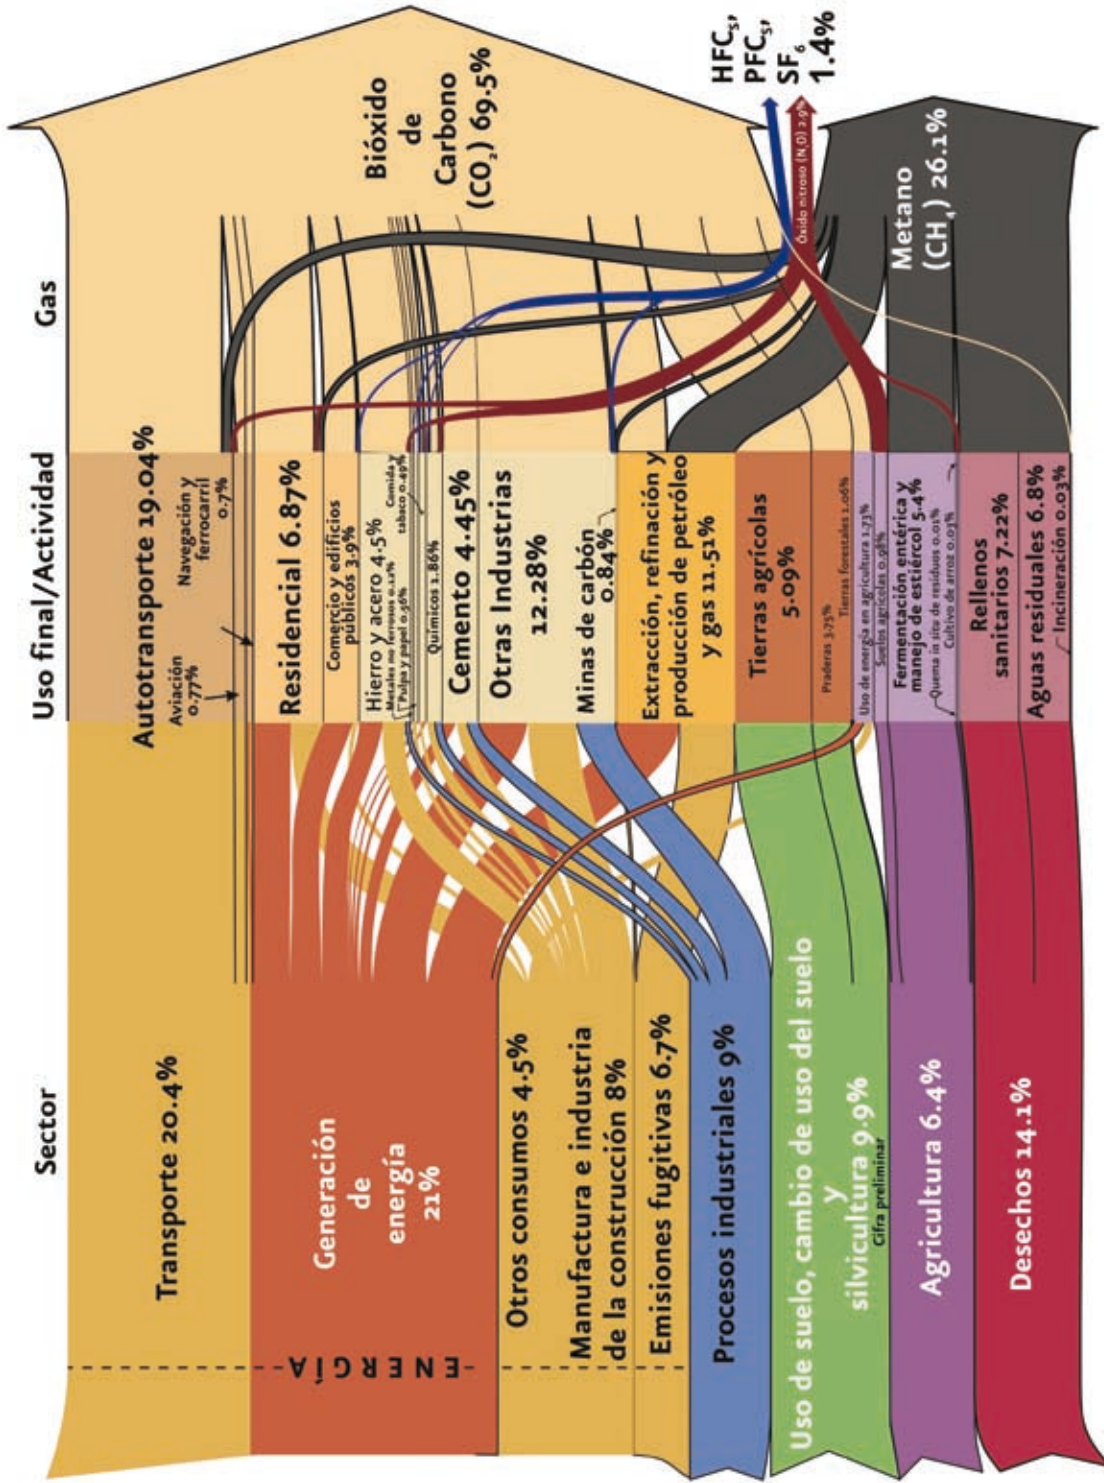 Sector
Uso final/Actividad
Gas
ENERGÍA
Transporte 20.4%
Generación
de
energía
21%
Otros consumos 4.5%
Manufactura e industria
de la construcción 8%
Emisiones fugitivas 6.7%
Procesos industriales 9%
Uso de suelo, cambio de uso del suelo
y
silvicultura 9.9%
Cifra preliminar
Agricultura 6.4%
Desechos 14.1%
Autotransporte 19.04%
Aviación
0.77%
Navegación y
ferrocarril
0.7%
Residencial 6.87%
Comercio y edificios
públicos 3.9%
Hierro y acero 4.5%
Metales no ferrosos 0.12%
Pulpa y papel 0.56%
Comida y
tabaco 0.49%
Químicos 1.86%
Cemento 4.45%
Otras Industrias
12.28%
Minas de carbón
0.84%
Extracción, refinación y
producción de petróleo
y gas 11.51%
Tierras agrícolas
5.09%
Praderas 3.75%
Tierras forestales 1.06%
Uso de energía en agricultura 1.73%
Suelos agrícolas 0.98%
Fermentación entérica y
manejo de estiércol 5.4%
Quema in situ de residuos 0.01%
Cultivo de arroz 0.03%
Rellenos
sanitarios 7.22%
Aguas residuales 6.8%
Incineración 0.03%
Bióxido
de
Carbono
(CO₂) 69.5%
HFCs,
PFCs,
SF₆
1.4%
Óxido nitroso (N₂O) 2.9%
Metano
(CH₄) 26.1%